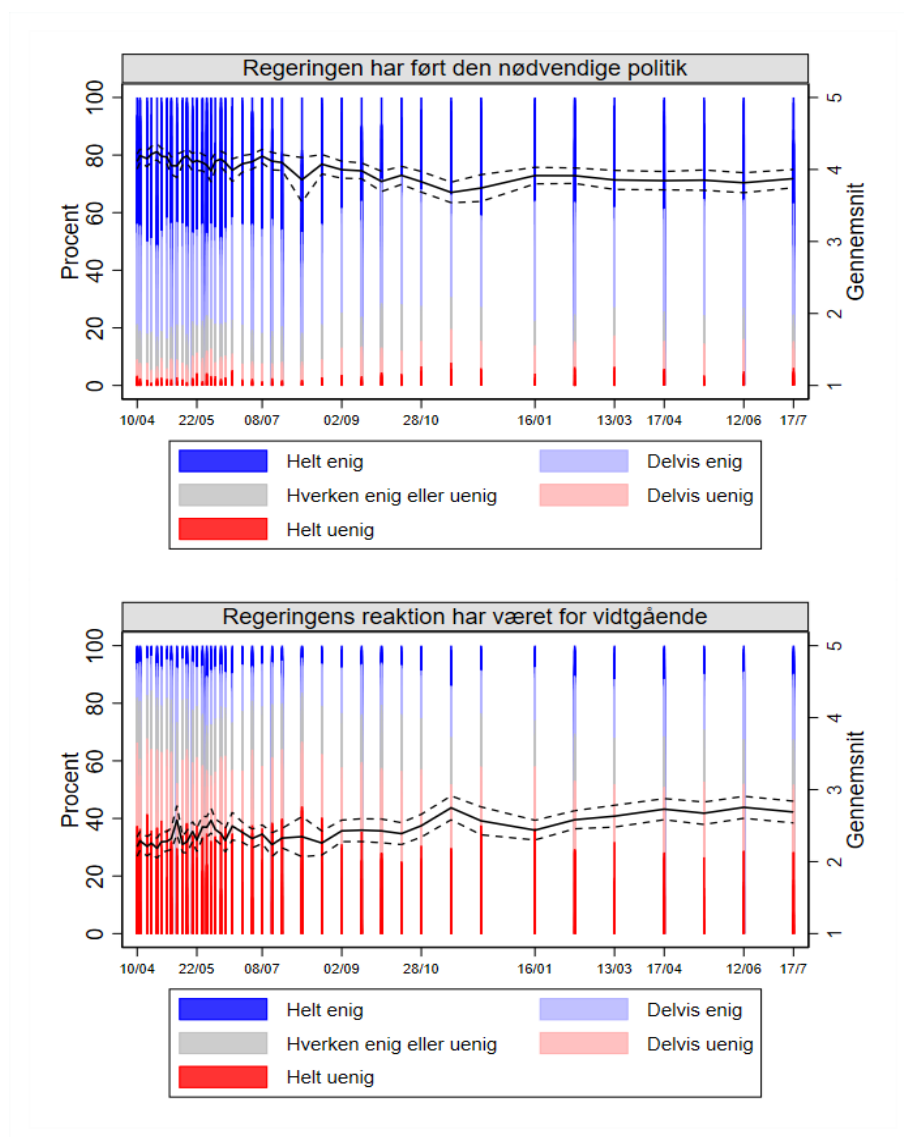 Regeringen har ført den nødvendige politik
100
80
60
40
20
0
Procent
5
4
3
2
1
Gennemsnit
10/04 22/05 08/07 02/09 28/10 16/01 13/03 17/04 12/06 17/7
Helt enig Delvis enig
Hverken enig eller uenig Delvis uenig
Helt uenig
Regeringens reaktion har været for vidtgående
100
80
60
40
20
0
Procent
5
4
3
2
1
Gennemsnit
10/04 22/05 08/07 02/09 28/10 16/01 13/03 17/04 12/06 17/7
Helt enig Delvis enig
Hverken enig eller uenig Delvis uenig
Helt uenig